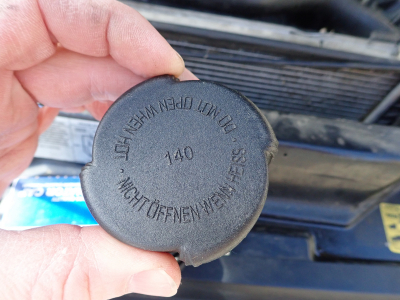 DO NOT OPEN WHEN HOT
140
NICHT ÖFFNEN WENN HEISS